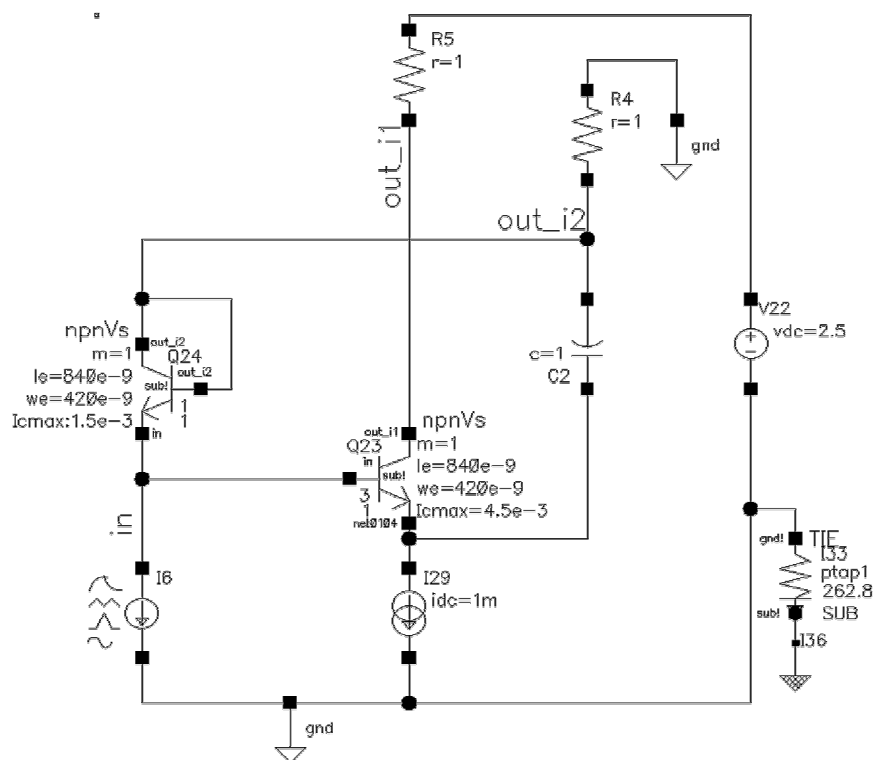 R5
r=1
R4
r=1
gnd
out_i1
out_i2
V22
vdc=2.5
npnVs
m=1
out_i2
Q24
out_i2
le=840e-9
sub!
we=420e-9
1
Icmax:1.5e-3
1
in
c=1
C2
npnVs
out_i1
m=1
Q23
in
le=840e-9
sub!
we=420e-9
3
1
Icmax=4.5e-3
net0104
in
I6
I29
idc=1m
gnd!
TIE
I33
ptap1
262.8
sub!
SUB
I36
gnd